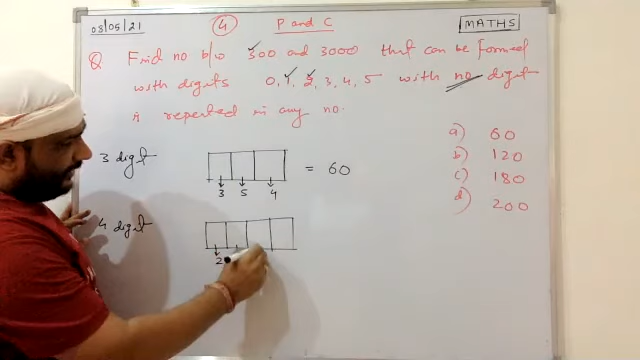 03/05/21
4
P and C
MATHS
Q Find no b/w 300 and 3000 that can be formed
with digits 0, 1, 2, 3, 4, 5 with no digit
is repeated in any no.
a) 60
b) 120
c) 180
d) 200
3 digit
= 60
3 5 4
4 digit
2